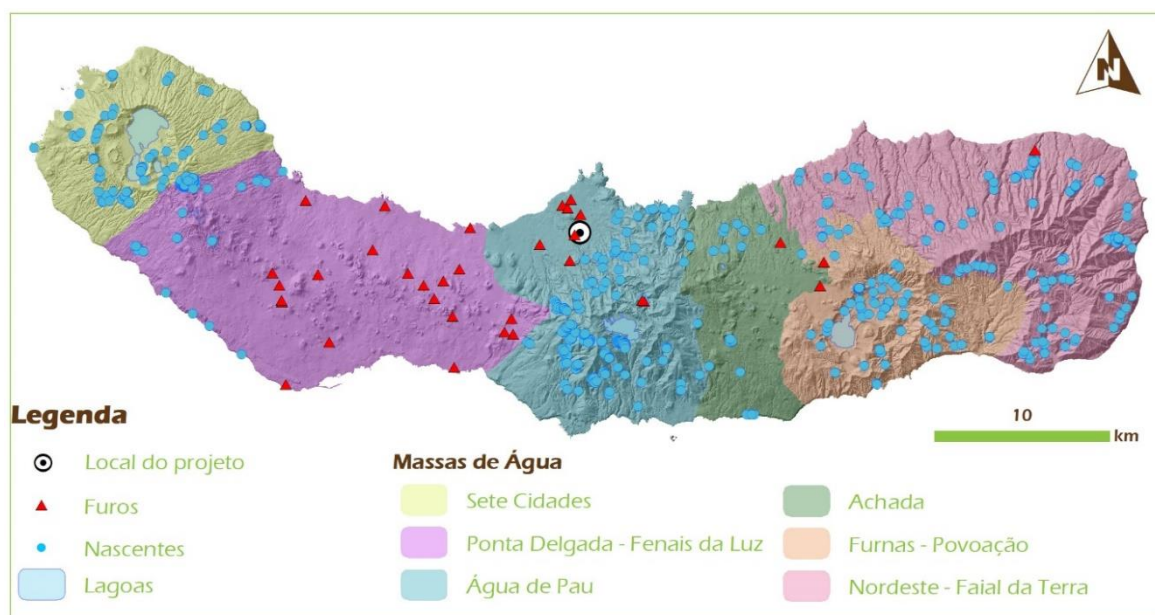 N
10
km
Legenda
Local do projeto
Furos
Nascentes
Lagoas
Massas de Água
Sete Cidades
Ponta Delgada - Fenais da Luz
Água de Pau
Achada
Furnas - Povoação
Nordeste - Faial da Terra